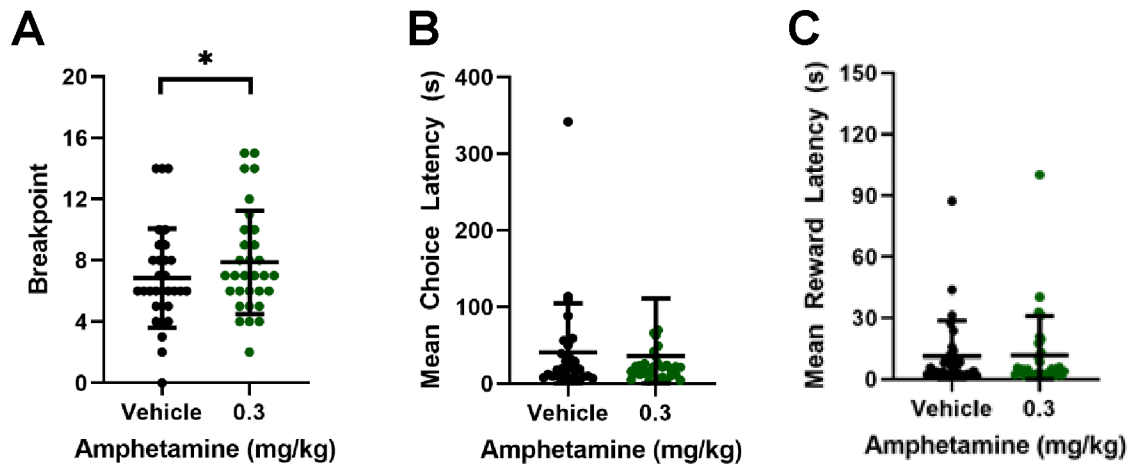 A
*
Breakpoint
20
16
12
8
4
0
Vehicle 0.3
Amphetamine (mg/kg)
B
Mean Choice Latency (s)
400
300
200
100
0
Vehicle 0.3
Amphetamine (mg/kg)
C
Mean Reward Latency (s)
150
120
90
60
30
0
Vehicle 0.3
Amphetamine (mg/kg)